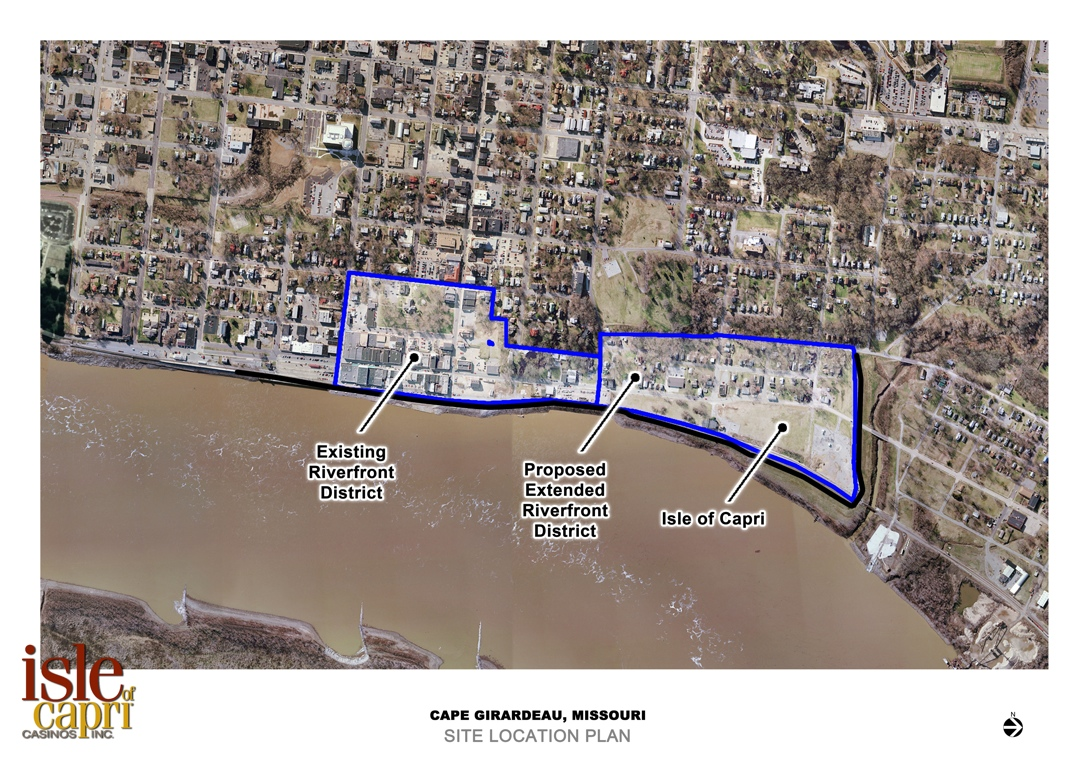 Existing
Riverfront
District
Proposed
Extended
Riverfront
District
Isle of Capri
isle of
capri
CASINOS INC.
CAPE GIRARDEAU, MISSOURI
SITE LOCATION PLAN
N